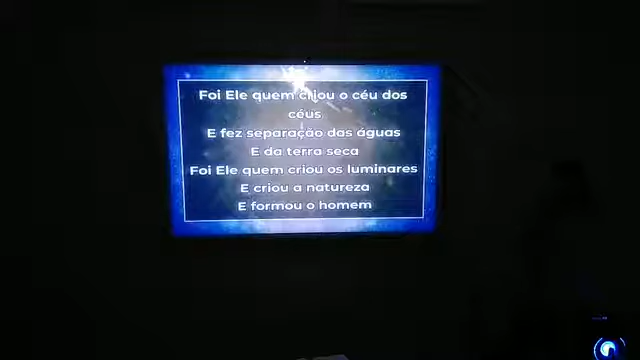 Foi Ele quem criou o céu dos
céus
E fez separação das águas
E da terra seca
Foi Ele quem criou os luminares
E criou a natureza
E formou o homem